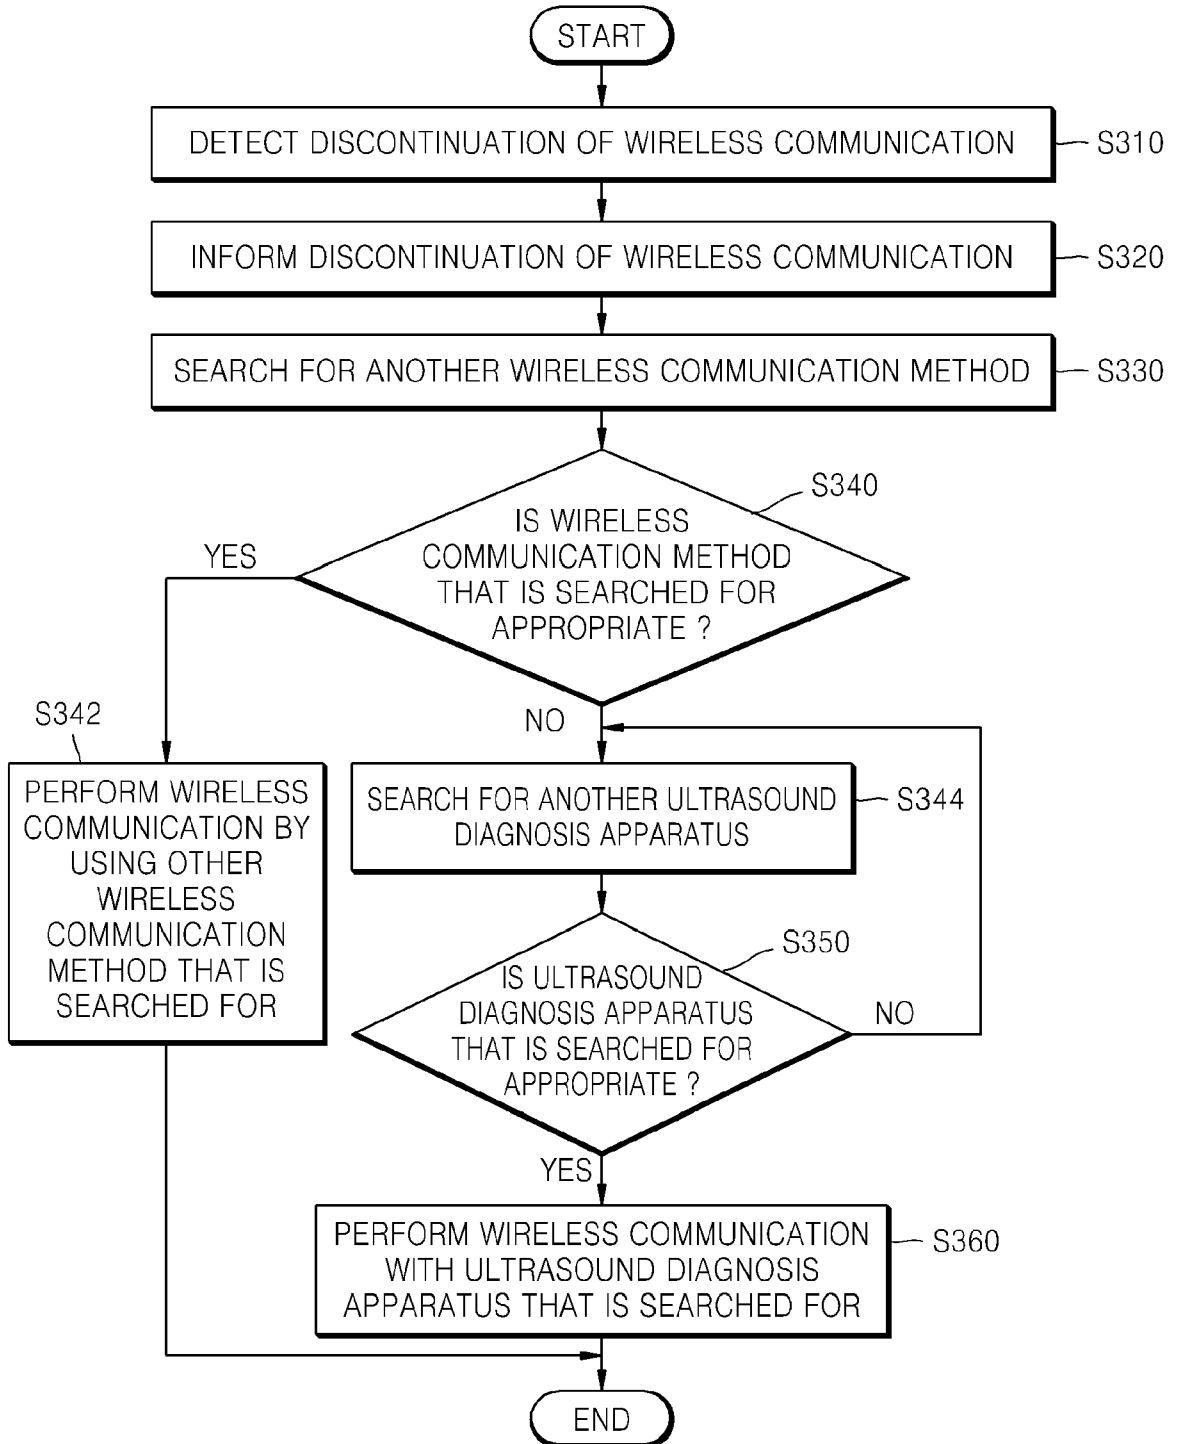 START
DETECT DISCONTINUATION OF WIRELESS COMMUNICATION
S310
INFORM DISCONTINUATION OF WIRELESS COMMUNICATION
S320
SEARCH FOR ANOTHER WIRELESS COMMUNICATION METHOD
S330
S340
IS WIRELESS
COMMUNICATION METHOD
THAT IS SEARCHED FOR
APPROPRIATE ?
YES
NO
S342
PERFORM WIRELESS
COMMUNICATION BY
USING OTHER
WIRELESS
COMMUNICATION
METHOD THAT IS
SEARCHED FOR
SEARCH FOR ANOTHER ULTRASOUND
DIAGNOSIS APPARATUS
S344
S350
IS ULTRASOUND
DIAGNOSIS APPARATUS
THAT IS SEARCHED FOR
APPROPRIATE ?
NO
YES
PERFORM WIRELESS COMMUNICATION
WITH ULTRASOUND DIAGNOSIS
APPARATUS THAT IS SEARCHED FOR
S360
END